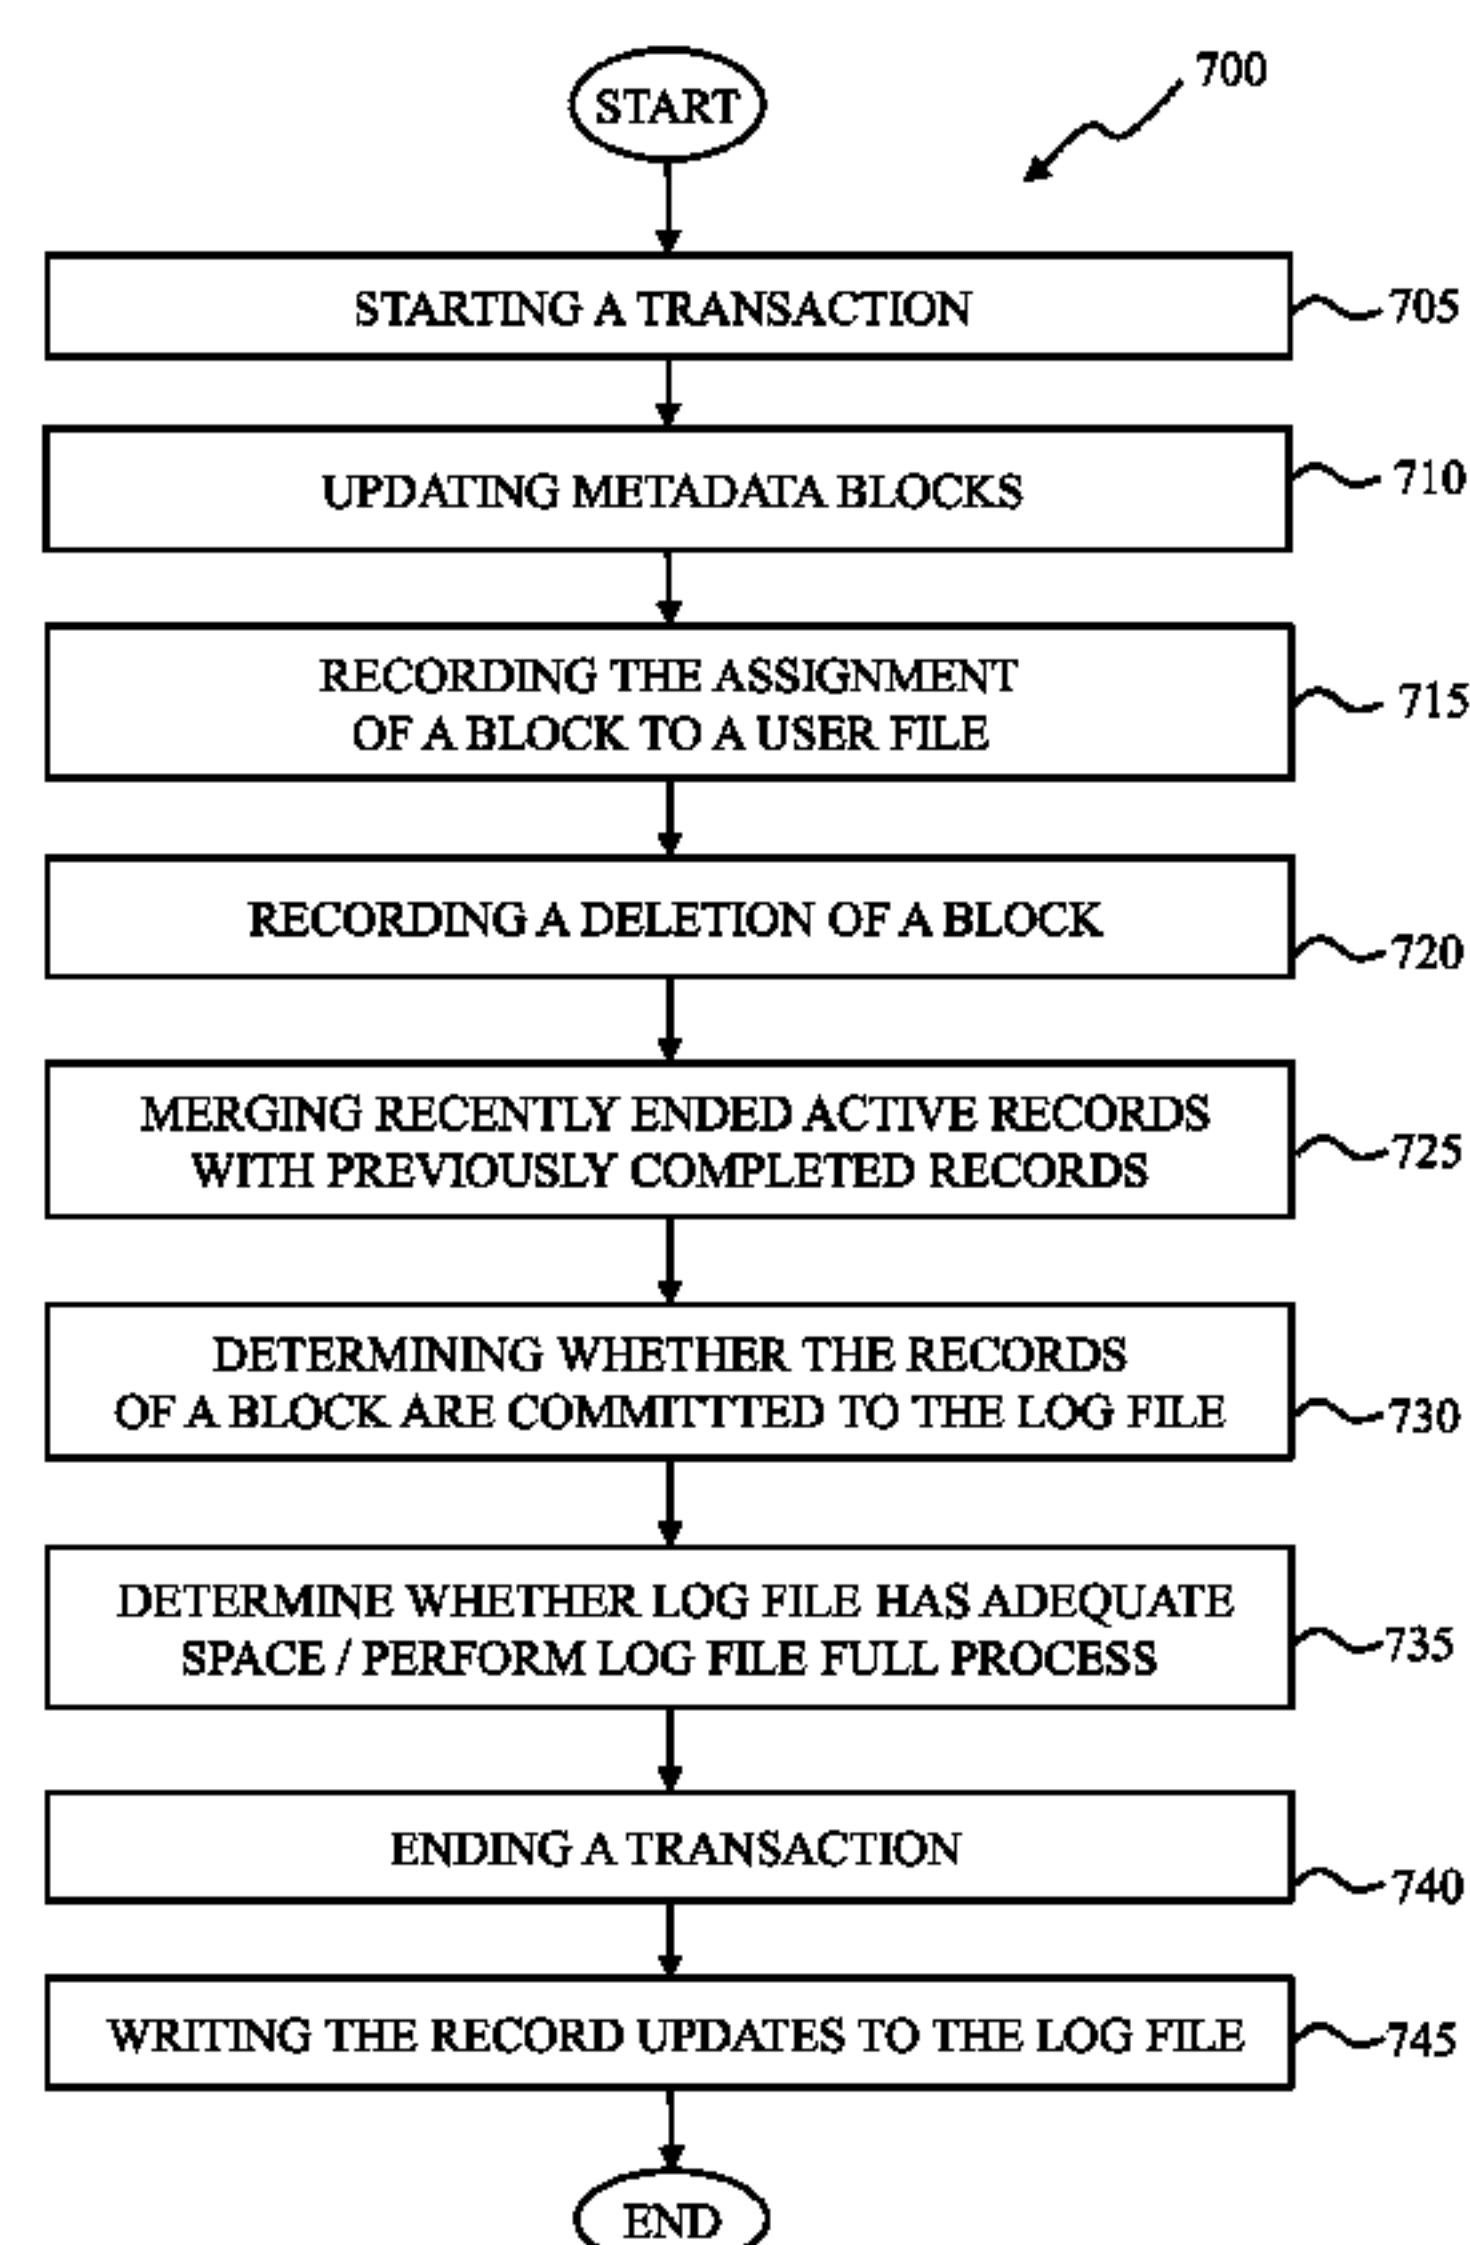 START
700
STARTING A TRANSACTION
705
UPDATING METADATA BLOCKS
710
RECORDING THE ASSIGNMENT
OF A BLOCK TO A USER FILE
715
RECORDING A DELETION OF A BLOCK
720
MERGING RECENTLY ENDED ACTIVE RECORDS
WITH PREVIOUSLY COMPLETED RECORDS
725
DETERMINING WHETHER THE RECORDS
OF A BLOCK ARE COMMITTTED TO THE LOG FILE
730
DETERMINE WHETHER LOG FILE HAS ADEQUATE
SPACE / PERFORM LOG FILE FULL PROCESS
735
ENDING A TRANSACTION
740
WRITING THE RECORD UPDATES TO THE LOG FILE
745
END